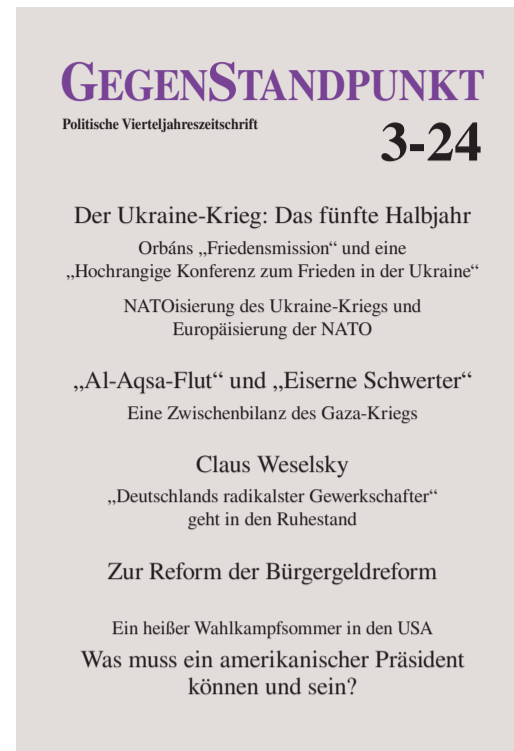 GEGENSTANDPUNKT
Politische Vierteljahreszeitschrift
3-24
Der Ukraine-Krieg: Das fünfte Halbjahr
Orbáns „Friedensmission“ und eine
„Hochrangige Konferenz zum Frieden in der Ukraine“
NATOisierung des Ukraine-Kriegs und
Europäisierung der NATO
„Al-Aqsa-Flut“ und „Eiserne Schwerter“
Eine Zwischenbilanz des Gaza-Kriegs
Claus Weselsky
„Deutschlands radikalster Gewerkschafter“
geht in den Ruhestand
Zur Reform der Bürgergeldreform
Ein heißer Wahlkampfsommer in den USA
Was muss ein amerikanischer Präsident
können und sein?